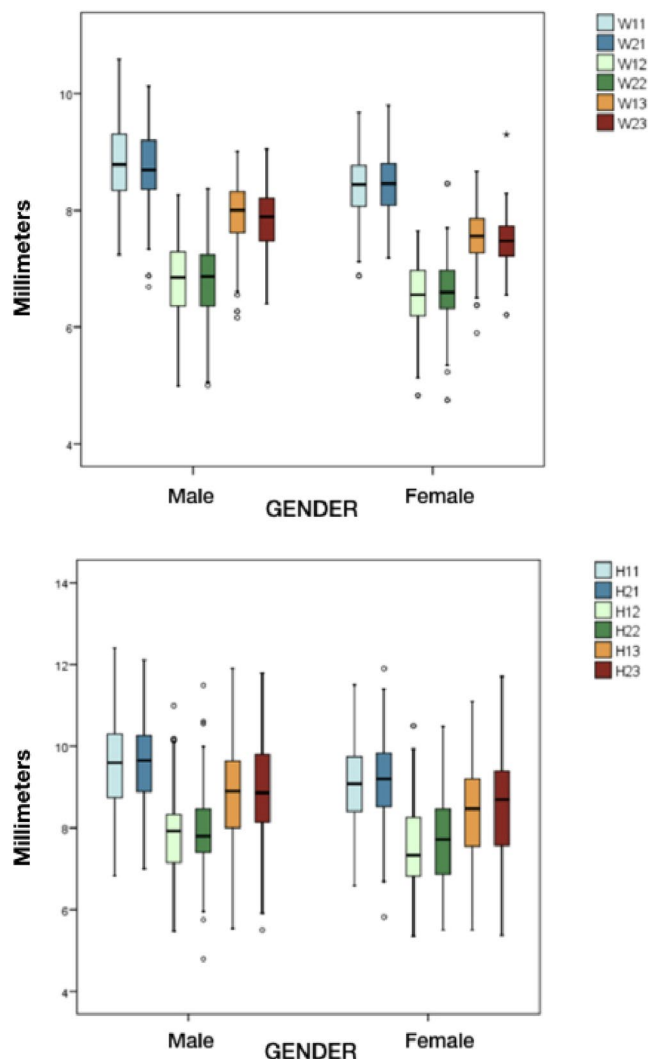 W11
W21
W12
W22
W13
W23
10
8
6
4
Millimeters
Male
Female
GENDER
H11
H21
H12
H22
H13
H23
14
12
10
8
6
4
Millimeters
Male
Female
GENDER